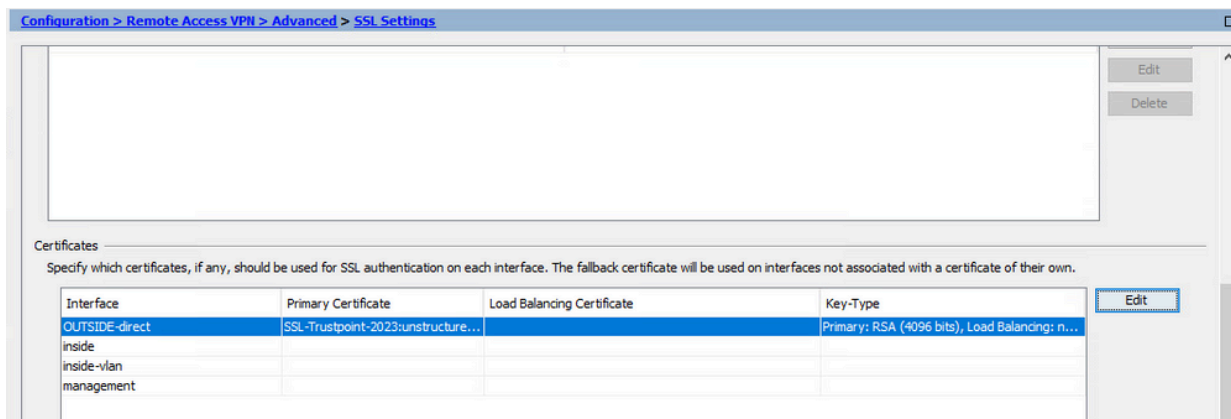 Configuration > Remote Access VPN > Advanced > SSL Settings
Edit
Delete
Certificates
Specify which certificates, if any, should be used for SSL authentication on each interface. The fallback certificate will be used on interfaces not associated with a certificate of their own.
Interface Primary Certificate Load Balancing Certificate Key-Type Edit
OUTSIDE-direct SSL-Trustpoint-2023:unstructure... Primary: RSA (4096 bits), Load Balancing: n...
inside
inside-vlan
management